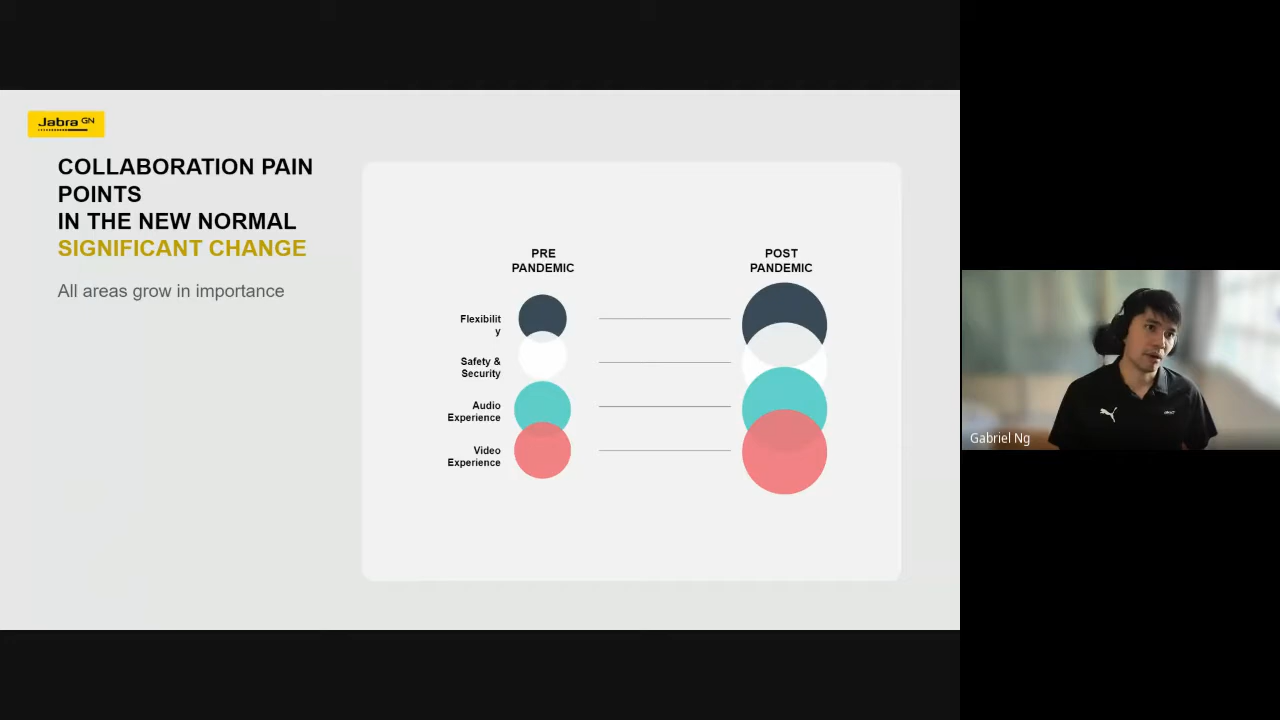 Jabra GN
COLLABORATION PAIN
POINTS
IN THE NEW NORMAL
SIGNIFICANT CHANGE
All areas grow in importance
PRE
PANDEMIC
POST
PANDEMIC
Flexibilit
y
Safety &
Security
Audio
Experience
Video
Experience
Gabriel Ng